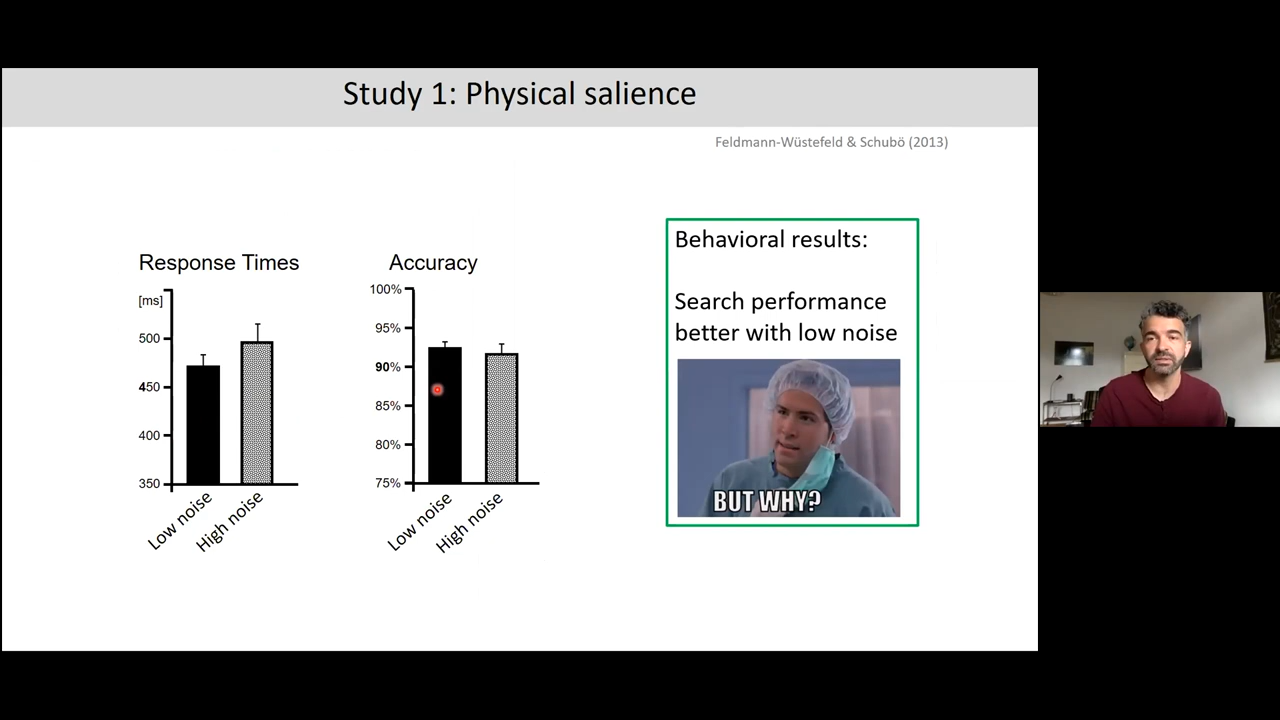 Study 1: Physical salience
Feldmann-Wüstefeld & Schubö (2013)
Response Times
[ms]
500
450
400
350
Low noise
High noise
Accuracy
100%
95%
90%
85%
80%
75%
Low noise
High noise
Behavioral results:
Search performance
better with low noise
BUT WHY?